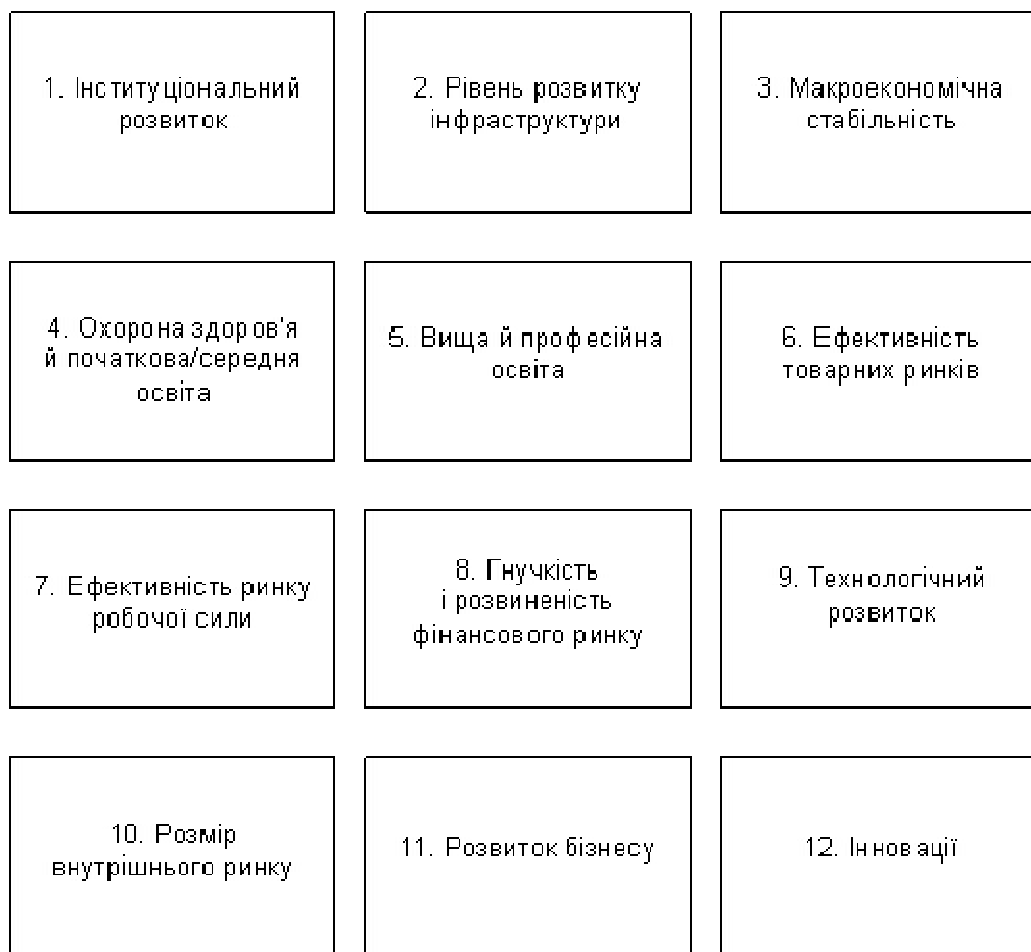 1. Інституціональний
розвиток
2. Рівень розвитку
інфраструктури
3. Макроекономічна
стабільність
4. Охорона здоров'я
й початкова/середня
освіта
5. Вища й професійна
освіта
6. Ефективність
товарних ринків
7. Ефективність ринку
робочої сили
8. Гнучкість
і розвиненість
фінансового ринку
9. Технологічний
розвиток
10. Розмір
внутрішнього ринку
11. Розвиток бізнесу
12. Інновації